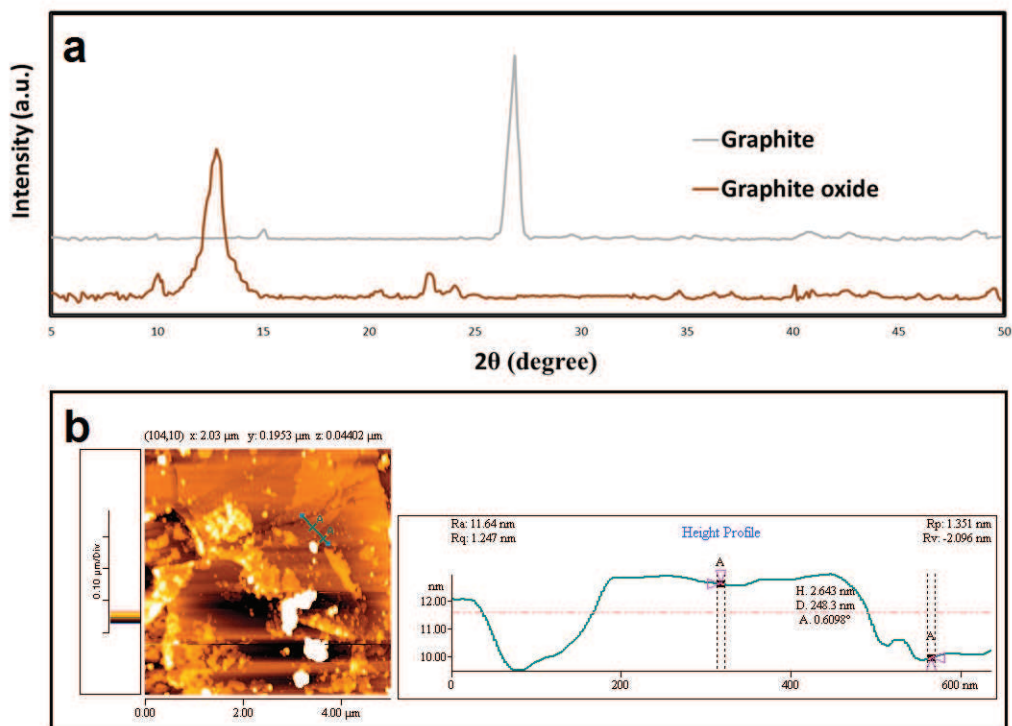 a
Intensity (a.u.)
Graphite
Graphite oxide
5 10 15 20 25 30 35 40 45 50
2θ (degree)
b
(104,10) x: 2.03 µm y: 0.1953 µm z: 0.04402 µm
0.10 µm/Div
0.00 2.00 4.00 µm
Ra: 11.64 nm
Rq: 1.247 nm
Height Profile
Rp: 1.351 nm
Rv: -2.096 nm
nm
12.00
11.00
10.00
A
H. 2.643 nm
D. 248.3 nm
A. 0.6098°
A
0 200 400 600 nm